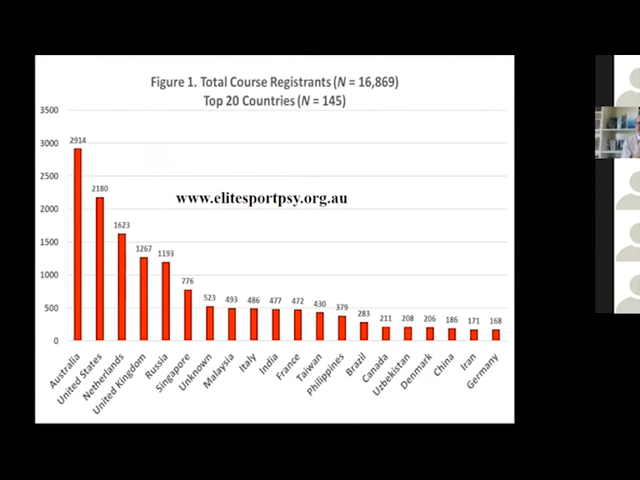 Figure 1. Total Course Registrants (N = 16,869)
Top 20 Countries (N = 145)
3500
3000
2500
2000
1500
1000
500
0
2914
2180
1623
1267
1193
776
523
493
486
477
472
430
379
283
211
208
206
186
171
168
www.elitesportpsy.org.au
Australia
United States
Netherlands
United Kingdom
Russia
Singapore
Unknown
Malaysia
Italy
India
France
Taiwan
Philippines
Brazil
Canada
Uzbekistan
Denmark
China
Iran
Germany